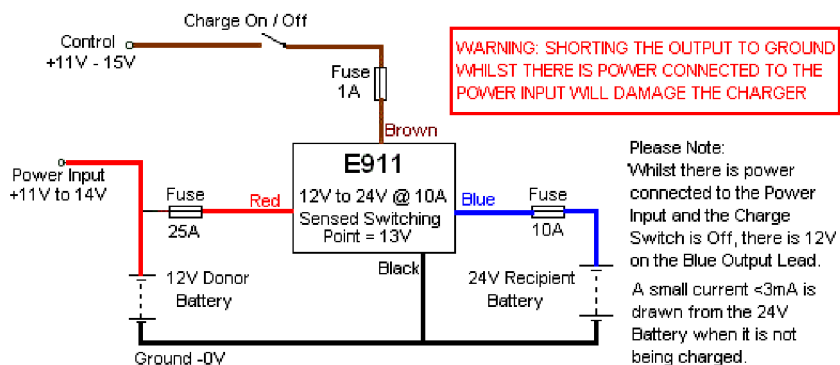 Charge On / Off
Control
+11V - 15V
Fuse
1A
Brown
WARNING: SHORTING THE OUTPUT TO GROUND
WHILST THERE IS POWER CONNECTED TO THE
POWER INPUT WILL DAMAGE THE CHARGER
Power Input
+11V to 14V
Fuse
25A
Red
E911
12V to 24V @ 10A
Sensed Switching
Point = 13V
Blue
Fuse
10A
Black
12V Donor
Battery
24V Recipient
Battery
Ground -0V
Please Note:
Whilst there is power
connected to the Power
Input and the Charge
Switch is Off, there is 12V
on the Blue Output Lead.
A small current <3mA is
drawn from the 24V
Battery when it is not
being charged.